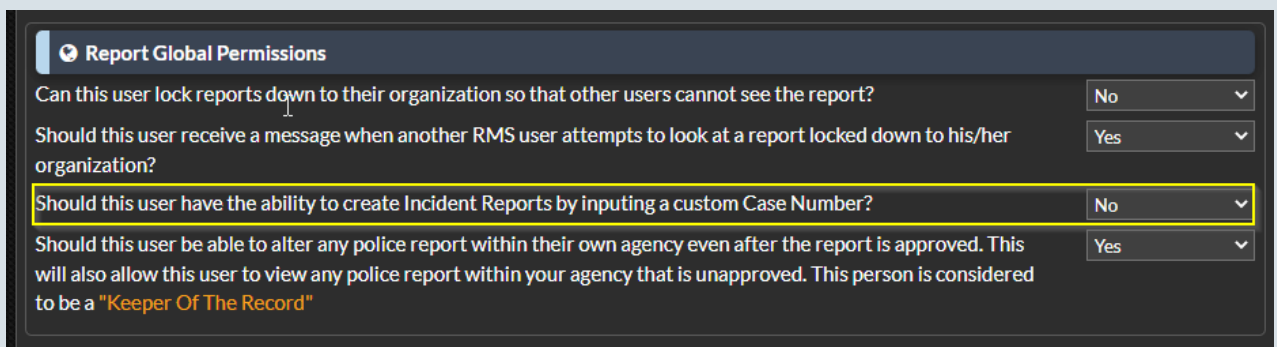 Report Global Permissions
Can this user lock reports down to their organization so that other users cannot see the report?
No
Should this user receive a message when another RMS user attempts to look at a report locked down to his/her
organization?
Yes
Should this user have the ability to create Incident Reports by inputing a custom Case Number?
No
Should this user be able to alter any police report within their own agency even after the report is approved. This
will also allow this user to view any police report within your agency that is unapproved. This person is considered
to be a "Keeper Of The Record"
Yes